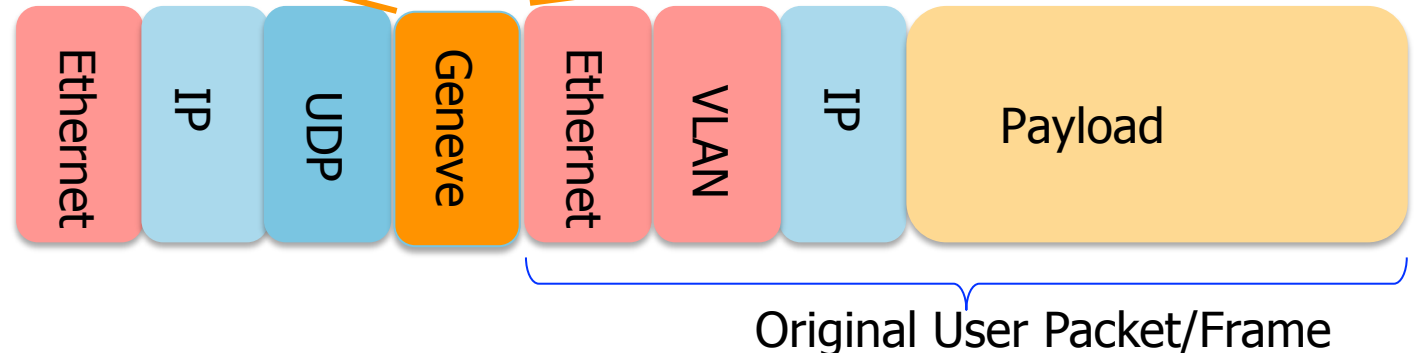 Ethernet
IP
UDP
Geneve
Ethernet
VLAN
IP
Payload
Original User Packet/Frame